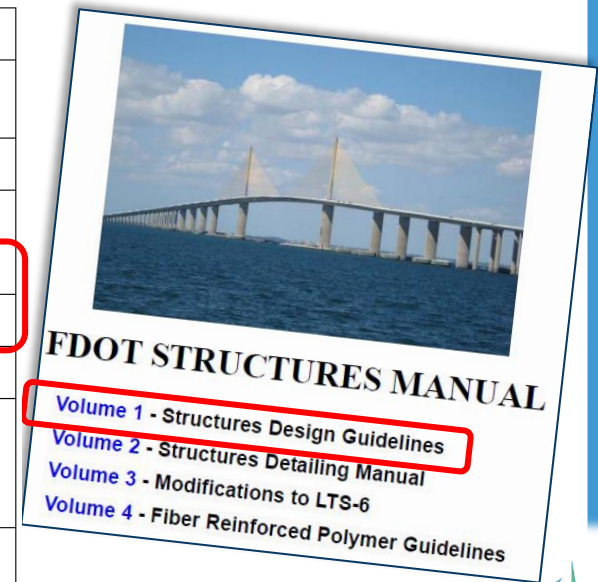 FDOT STRUCTURES MANUAL
Volume 1 - Structures Design Guidelines
Volume 2 - Structures Detailing Manual
Volume 3 - Modifications to LTS-6
Volume 4 - Fiber Reinforced Polymer Guidelines